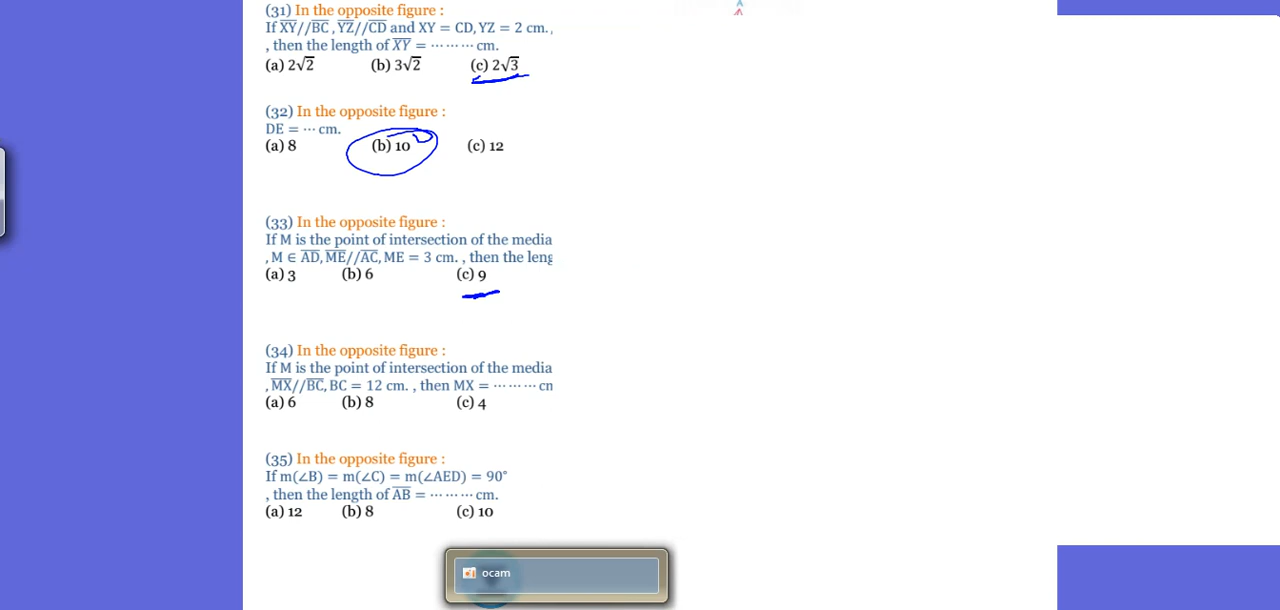 (31) In the opposite figure :
If XY//BC , YZ//CD and XY = CD, YZ = 2 cm. ,
, then the length of XY = ⋯⋯⋯ cm.
(a) 2√2 (b) 3√2 (c) 2√3
(32) In the opposite figure :
DE = ⋯ cm.
(a) 8 (b) 10 (c) 12
(33) In the opposite figure :
If M is the point of intersection of the media
, M ∈ AD, ME//AC, ME = 3 cm. , then the leng
(a) 3 (b) 6 (c) 9
(34) In the opposite figure :
If M is the point of intersection of the media
, MX//BC, BC = 12 cm. , then MX = ⋯⋯⋯ cn
(a) 6 (b) 8 (c) 4
(35) In the opposite figure :
If m(∠B) = m(∠C) = m(∠AED) = 90°
, then the length of AB = ⋯⋯⋯ cm.
(a) 12 (b) 8 (c) 10
ocam